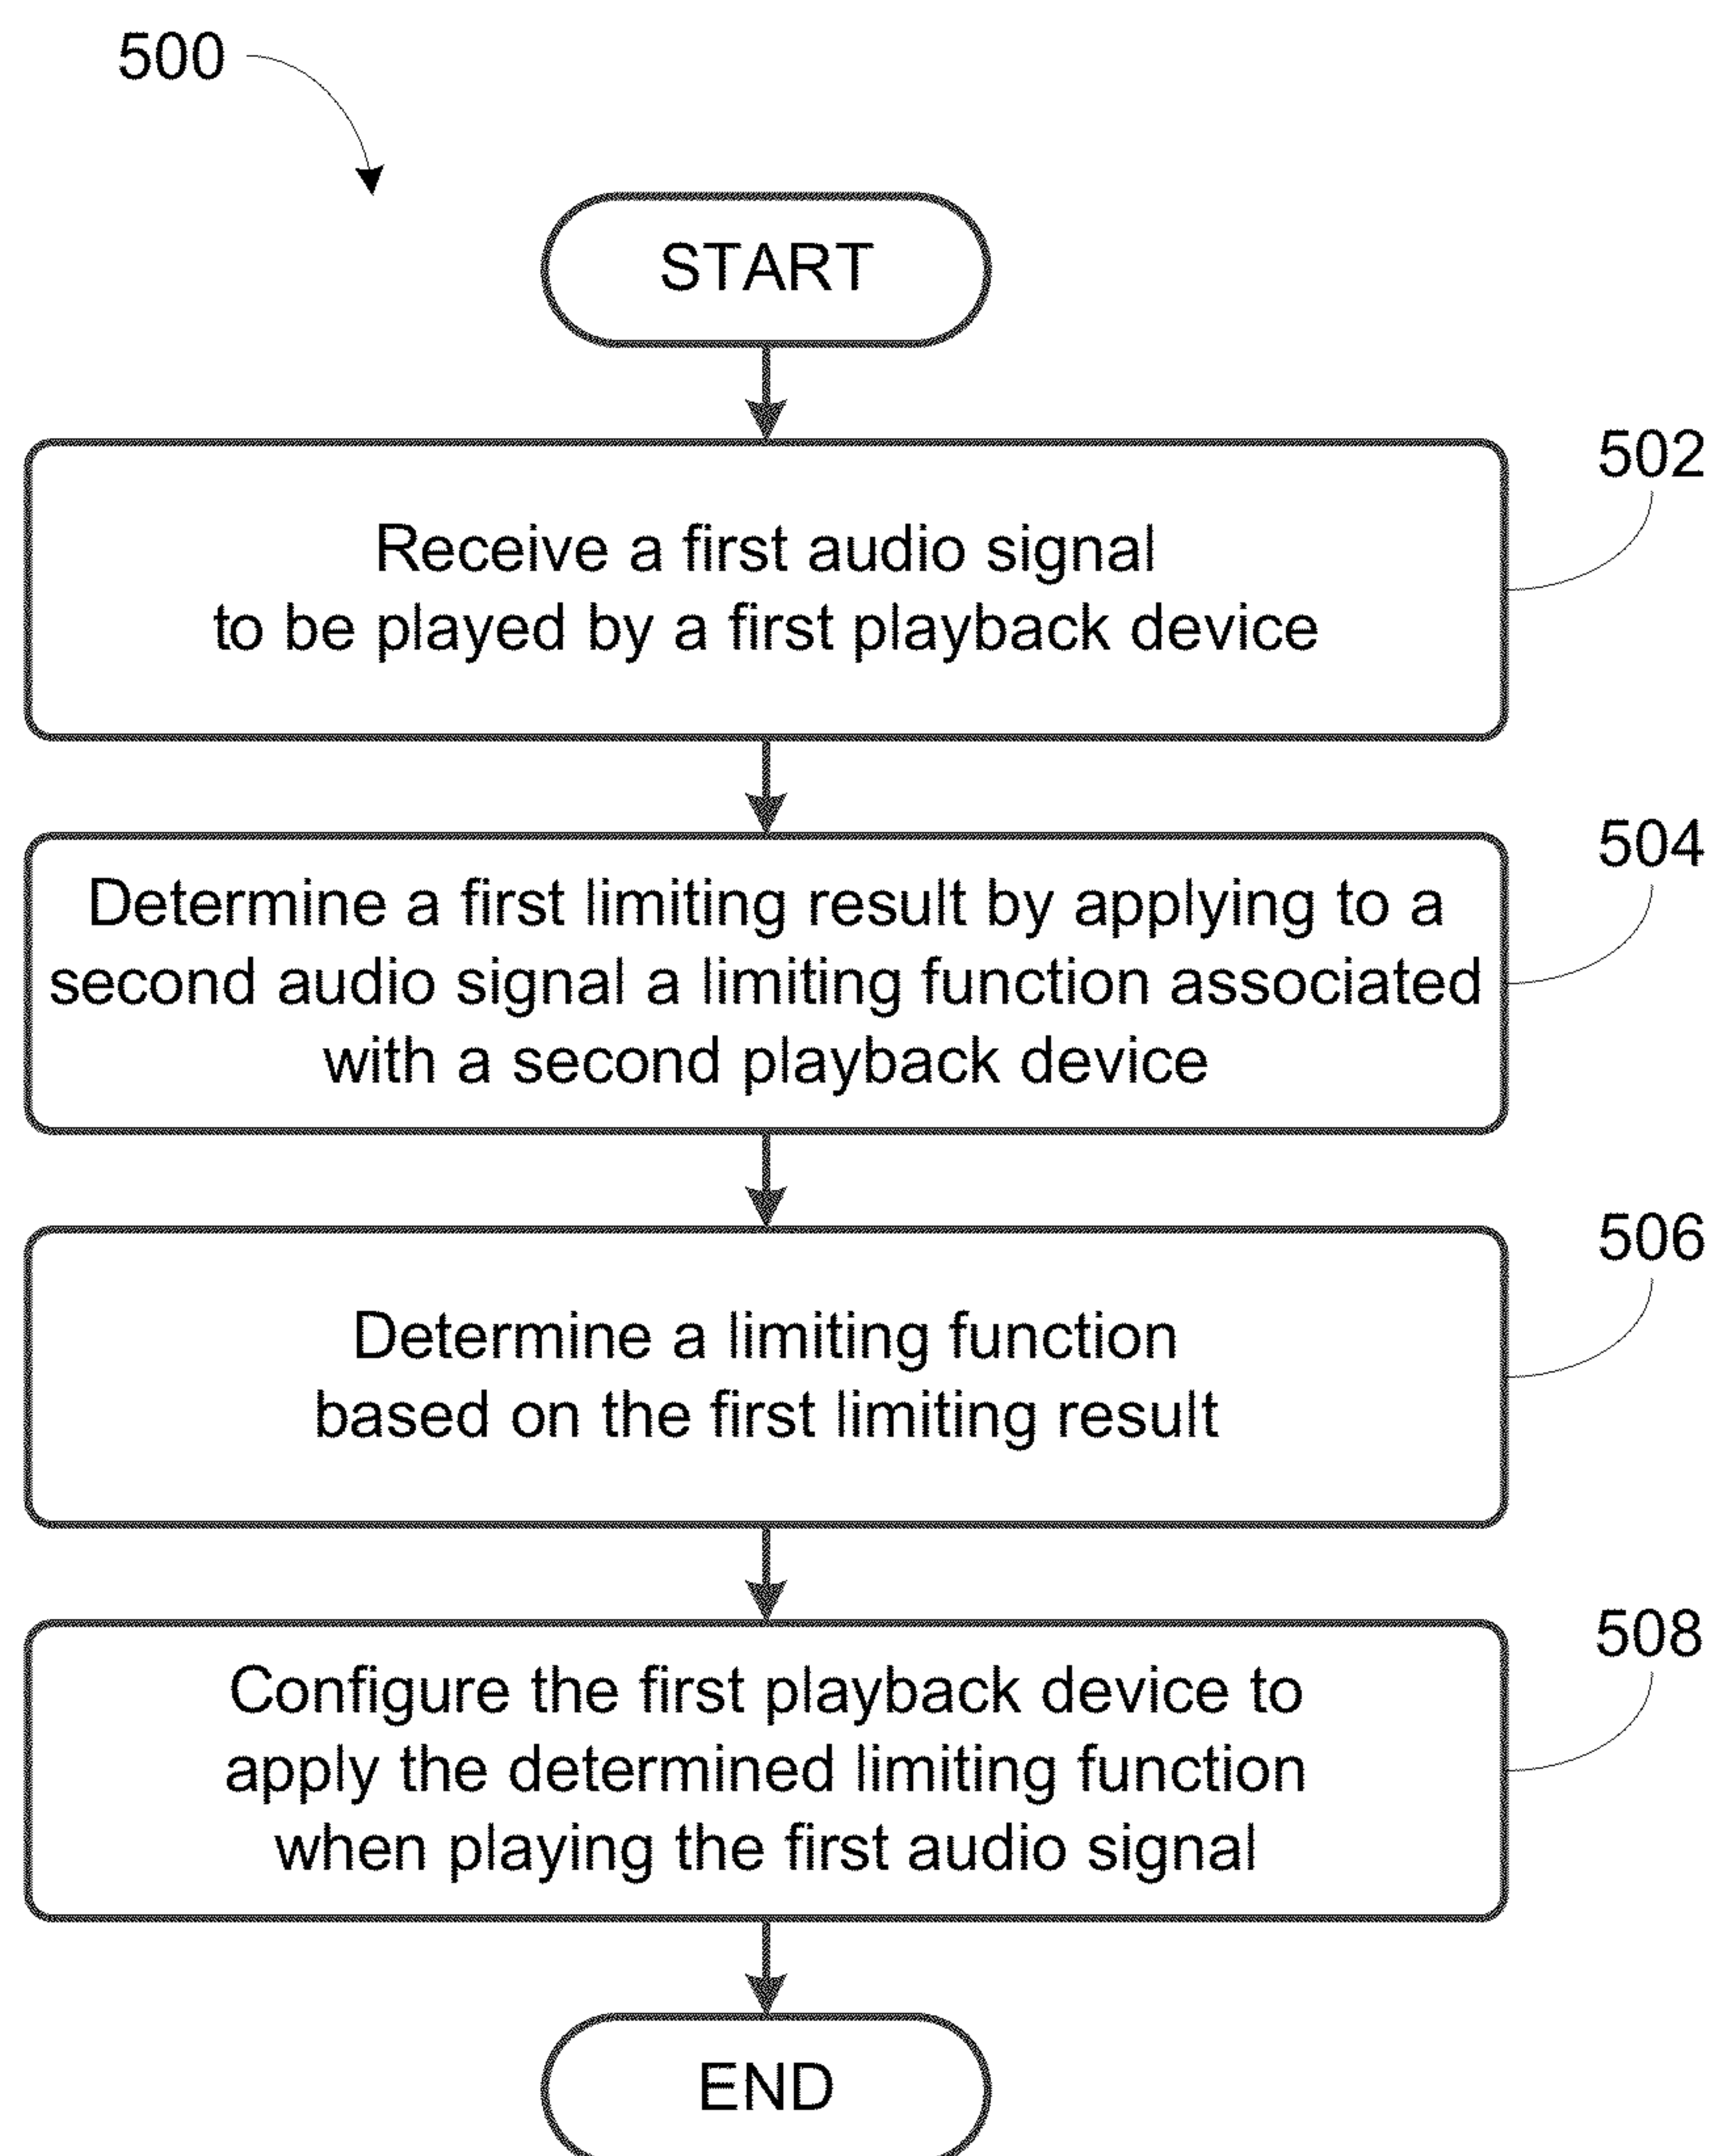 500
START
502
Receive a first audio signal
to be played by a first playback device
504
Determine a first limiting result by applying to a
second audio signal a limiting function associated
with a second playback device
506
Determine a limiting function
based on the first limiting result
508
Configure the first playback device to
apply the determined limiting function
when playing the first audio signal
END